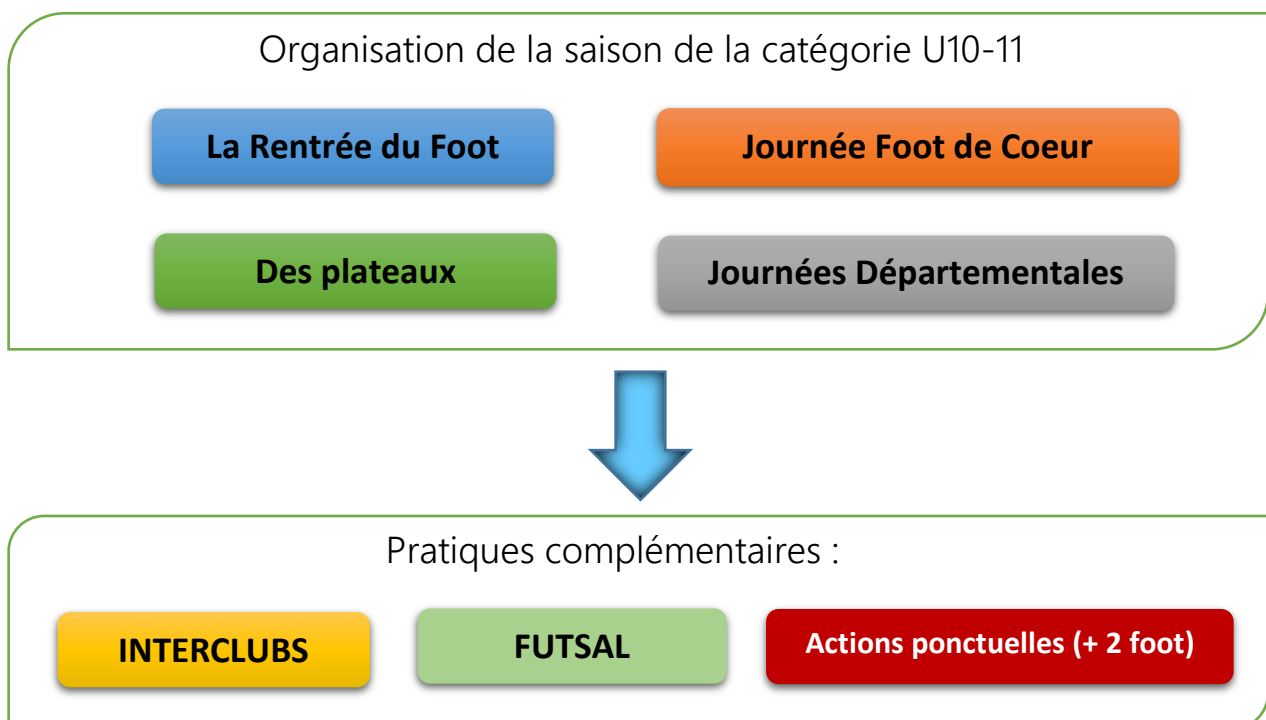 Organisation de la saison de la catégorie U10-11
La Rentrée du Foot
Journée Foot de Coeur
Des plateaux
Journées Départementales
Pratiques complémentaires :
INTERCLUBS
FUTSAL
Actions ponctuelles (+ 2 foot)